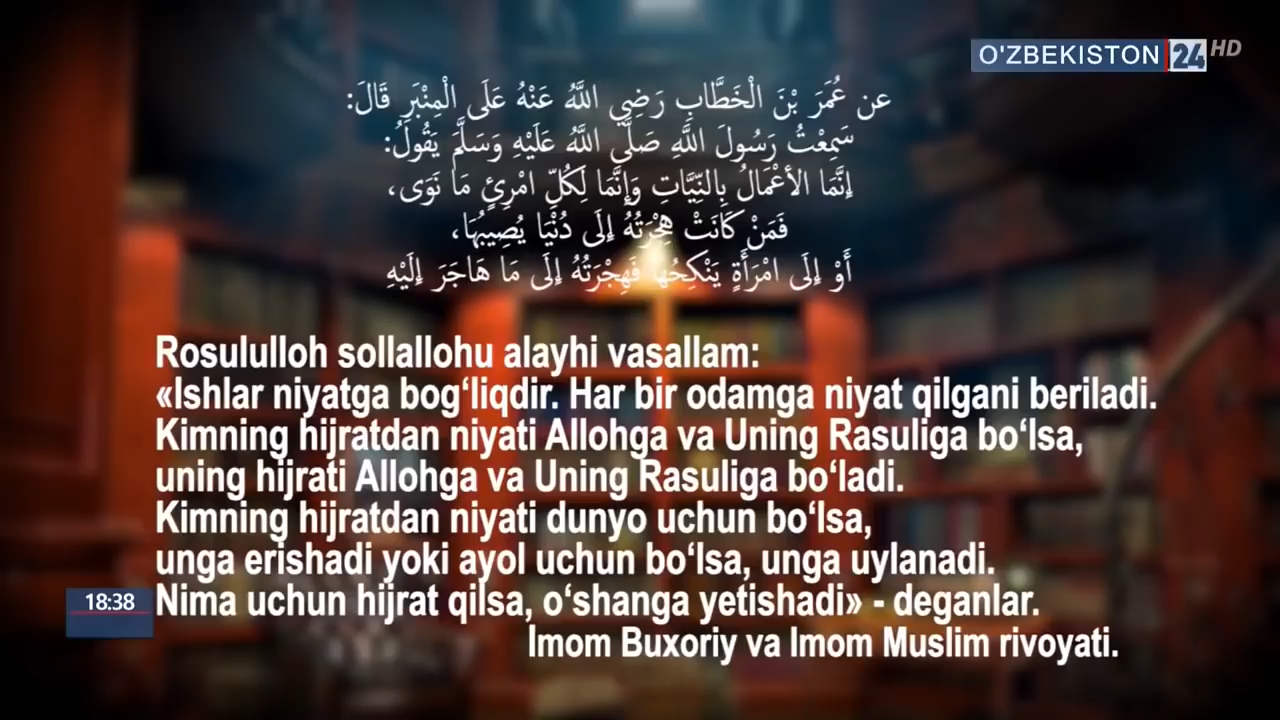 O'ZBEKISTON 24 HD
عن عُمَرَ بْنَ الْخَطَّابِ رَضِي اللَّهُ عَنْهُ عَلَى الْمِنْبَرِ قَالَ:
سَمِعْتُ رَسُولَ اللَّهِ صَلَّى اللَّهُ عَلَيْهِ وَسَلَّمَ يَقُولُ:
إِنَّمَا الأَعْمَالُ بِالنِّيَّاتِ وَإِنَّمَا لِكُلِّ امْرِئٍ مَا نَوَى،
فَمَنْ كَانَتْ هِجْرَتُهُ إِلَى دُنْيَا يُصِيبُهَا،
أَوْ إِلَى امْرَأَةٍ يَنْكِحُهَا فَهِجْرَتُهُ إِلَى مَا هَاجَرَ إِلَيْهِ
Rosululloh sollallohu alayhi vasallam:
«Ishlar niyatga bog‘liqdir. Har bir odamga niyat qilgani beriladi.
Kimning hijratdan niyati Allohga va Uning Rasuliga bo‘lsa,
uning hijrati Allohga va Uning Rasuliga bo‘ladi.
Kimning hijratdan niyati dunyo uchun bo‘lsa,
unga erishadi yoki ayol uchun bo‘lsa, unga uylanadi.
Nima uchun hijrat qilsa, o‘shanga yetishadi» - deganlar.
Imom Buxoriy va Imom Muslim rivoyati.
18:38